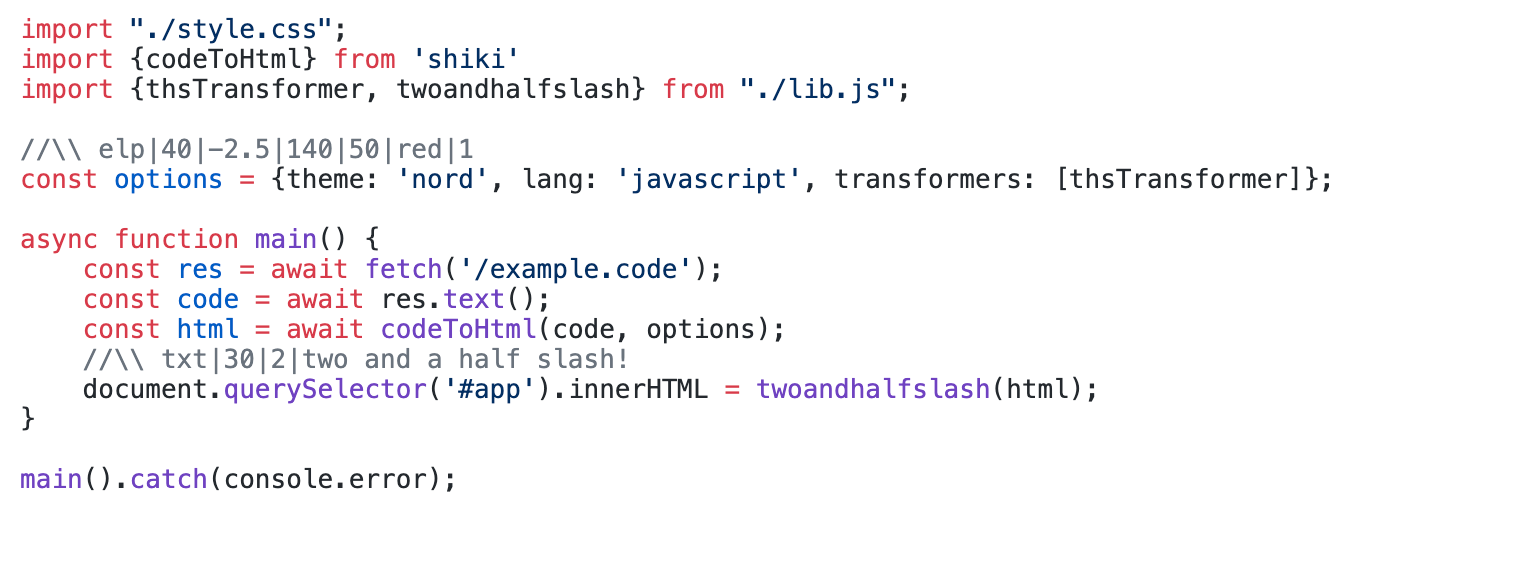 import "./style.css";
import {codeToHtml} from 'shiki'
import {thsTransformer, twoandhalfslash} from "./lib.js";

//\\ elp|40|-2.5|140|50|red|1
const options = {theme: 'nord', lang: 'javascript', transformers: [thsTransformer]};

async function main() {
    const res = await fetch('/example.code');
    const code = await res.text();
    const html = await codeToHtml(code, options);
    //\\ txt|30|2|two and a half slash!
    document.querySelector('#app').innerHTML = twoandhalfslash(html);
}

main().catch(console.error);